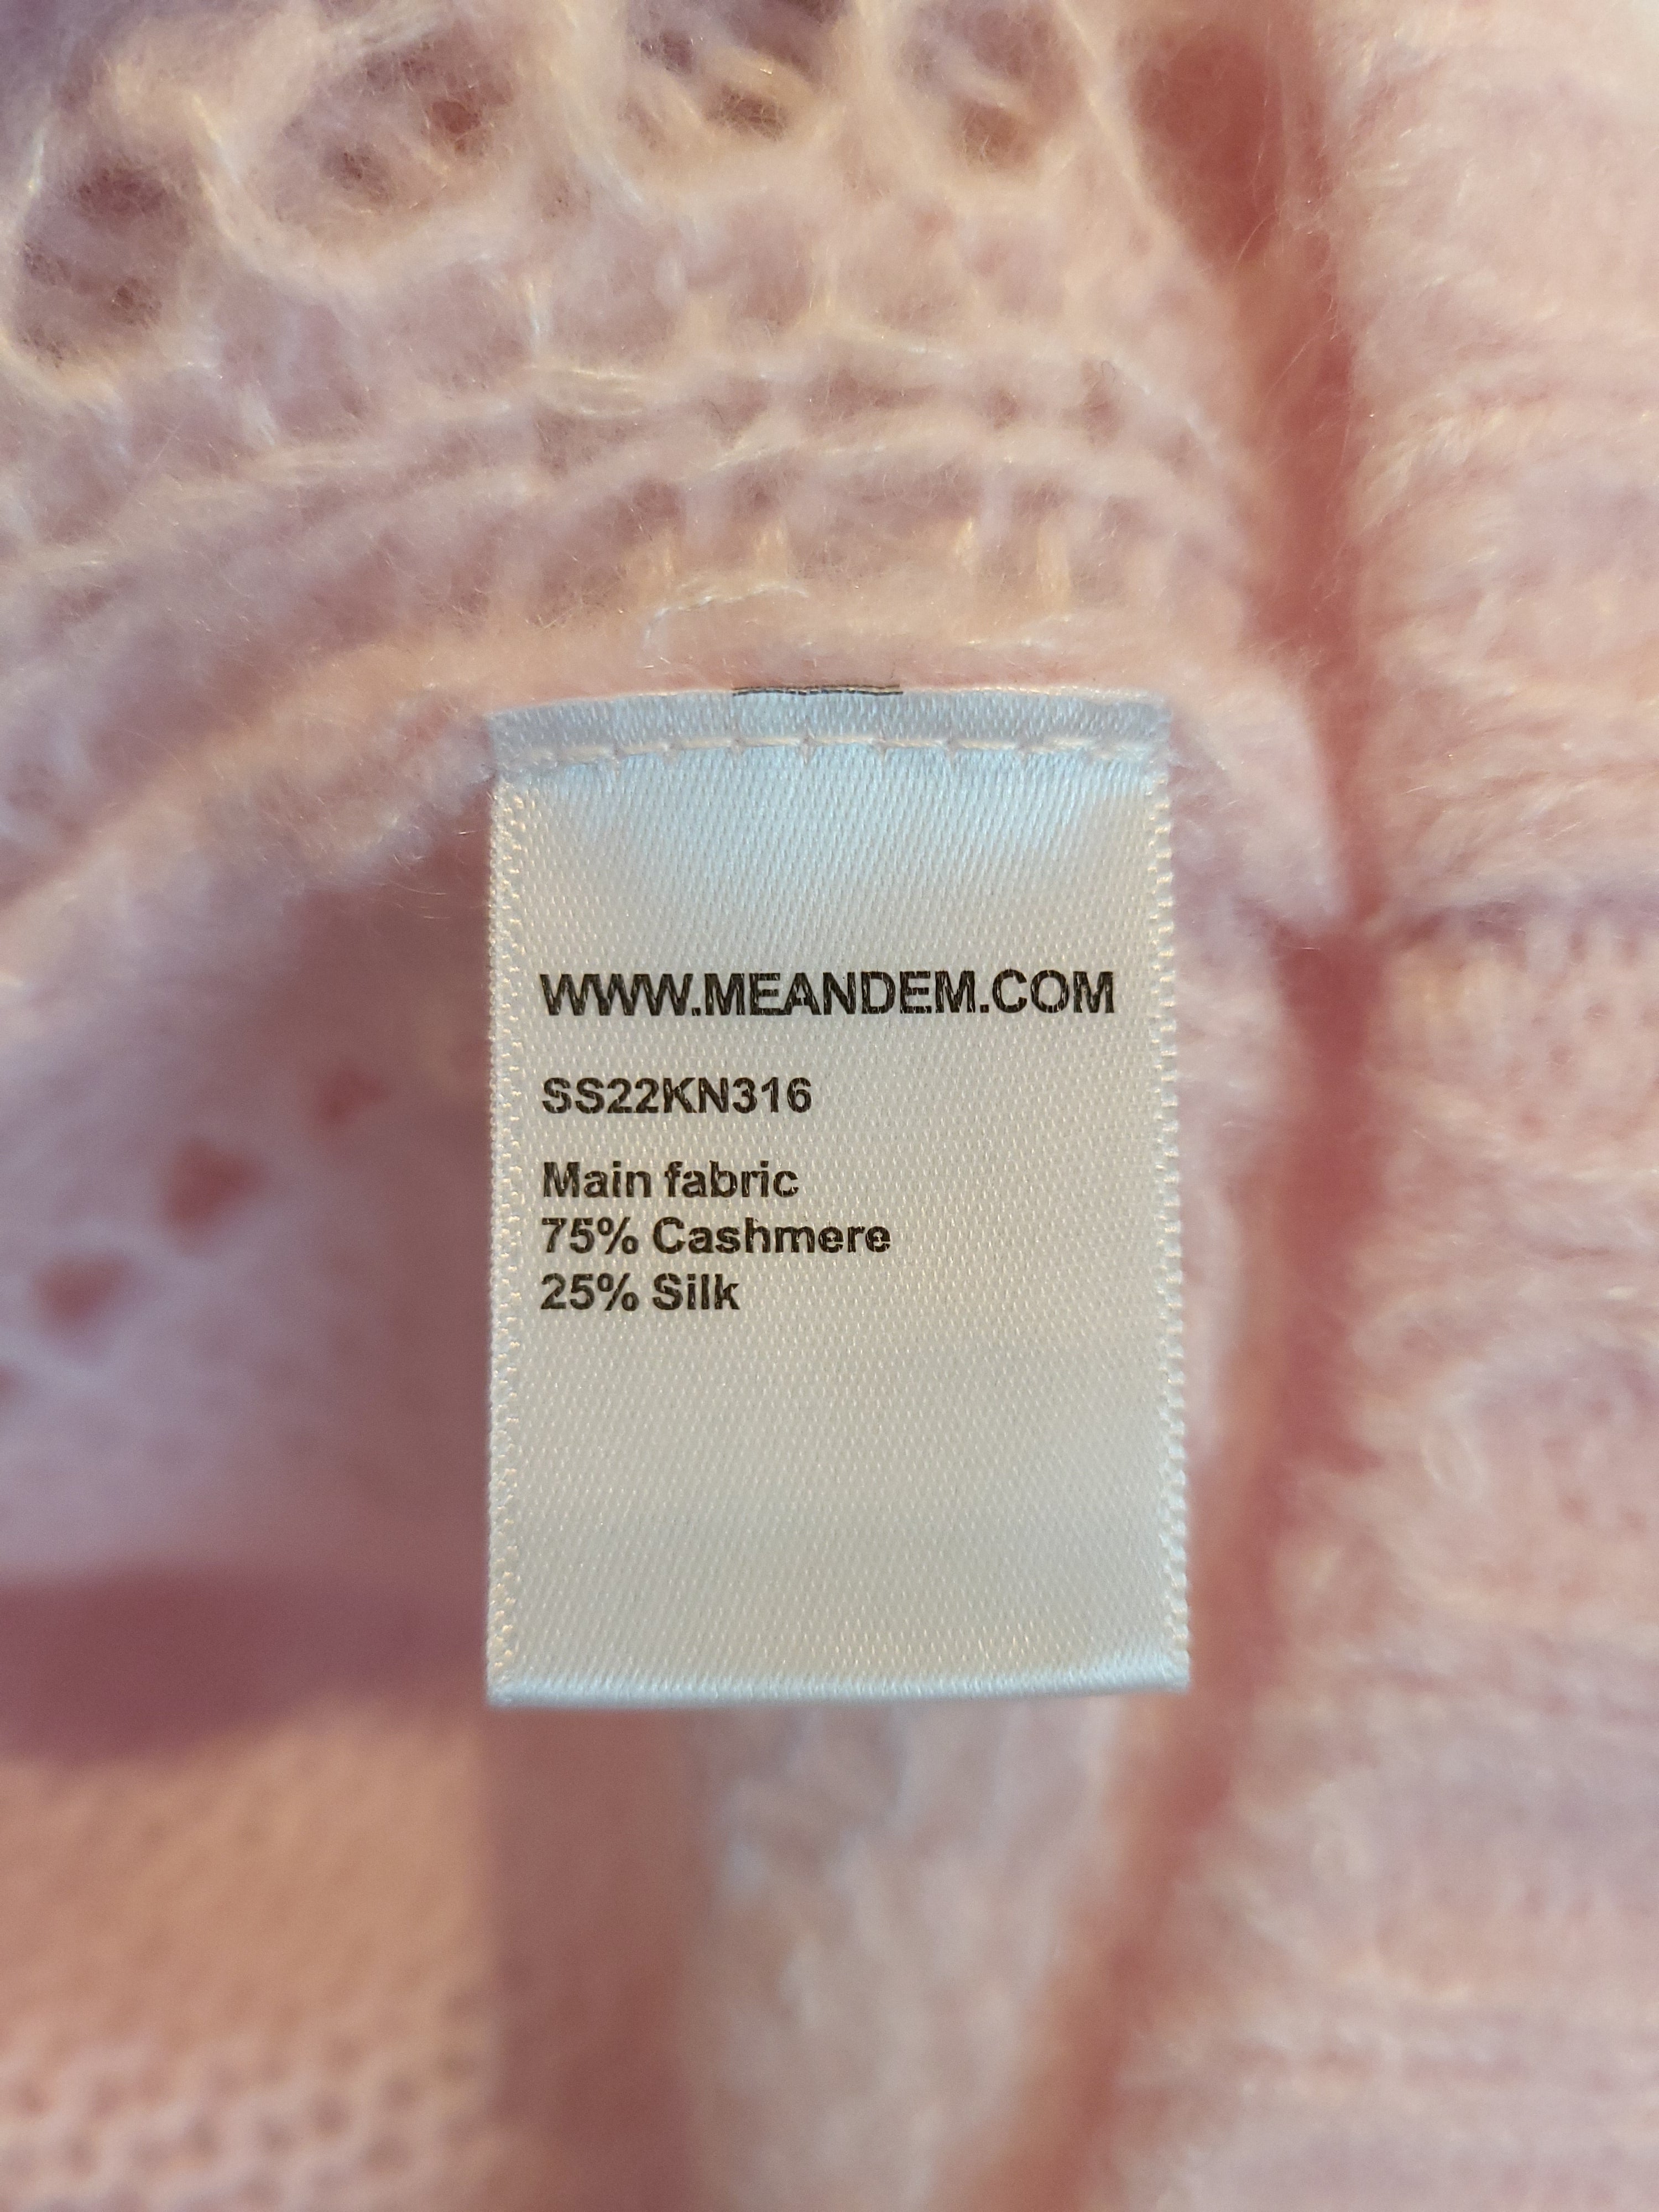 WWW.MEANDEM.COM
SS22KN316
Main fabric
75% Cashmere
25% Silk